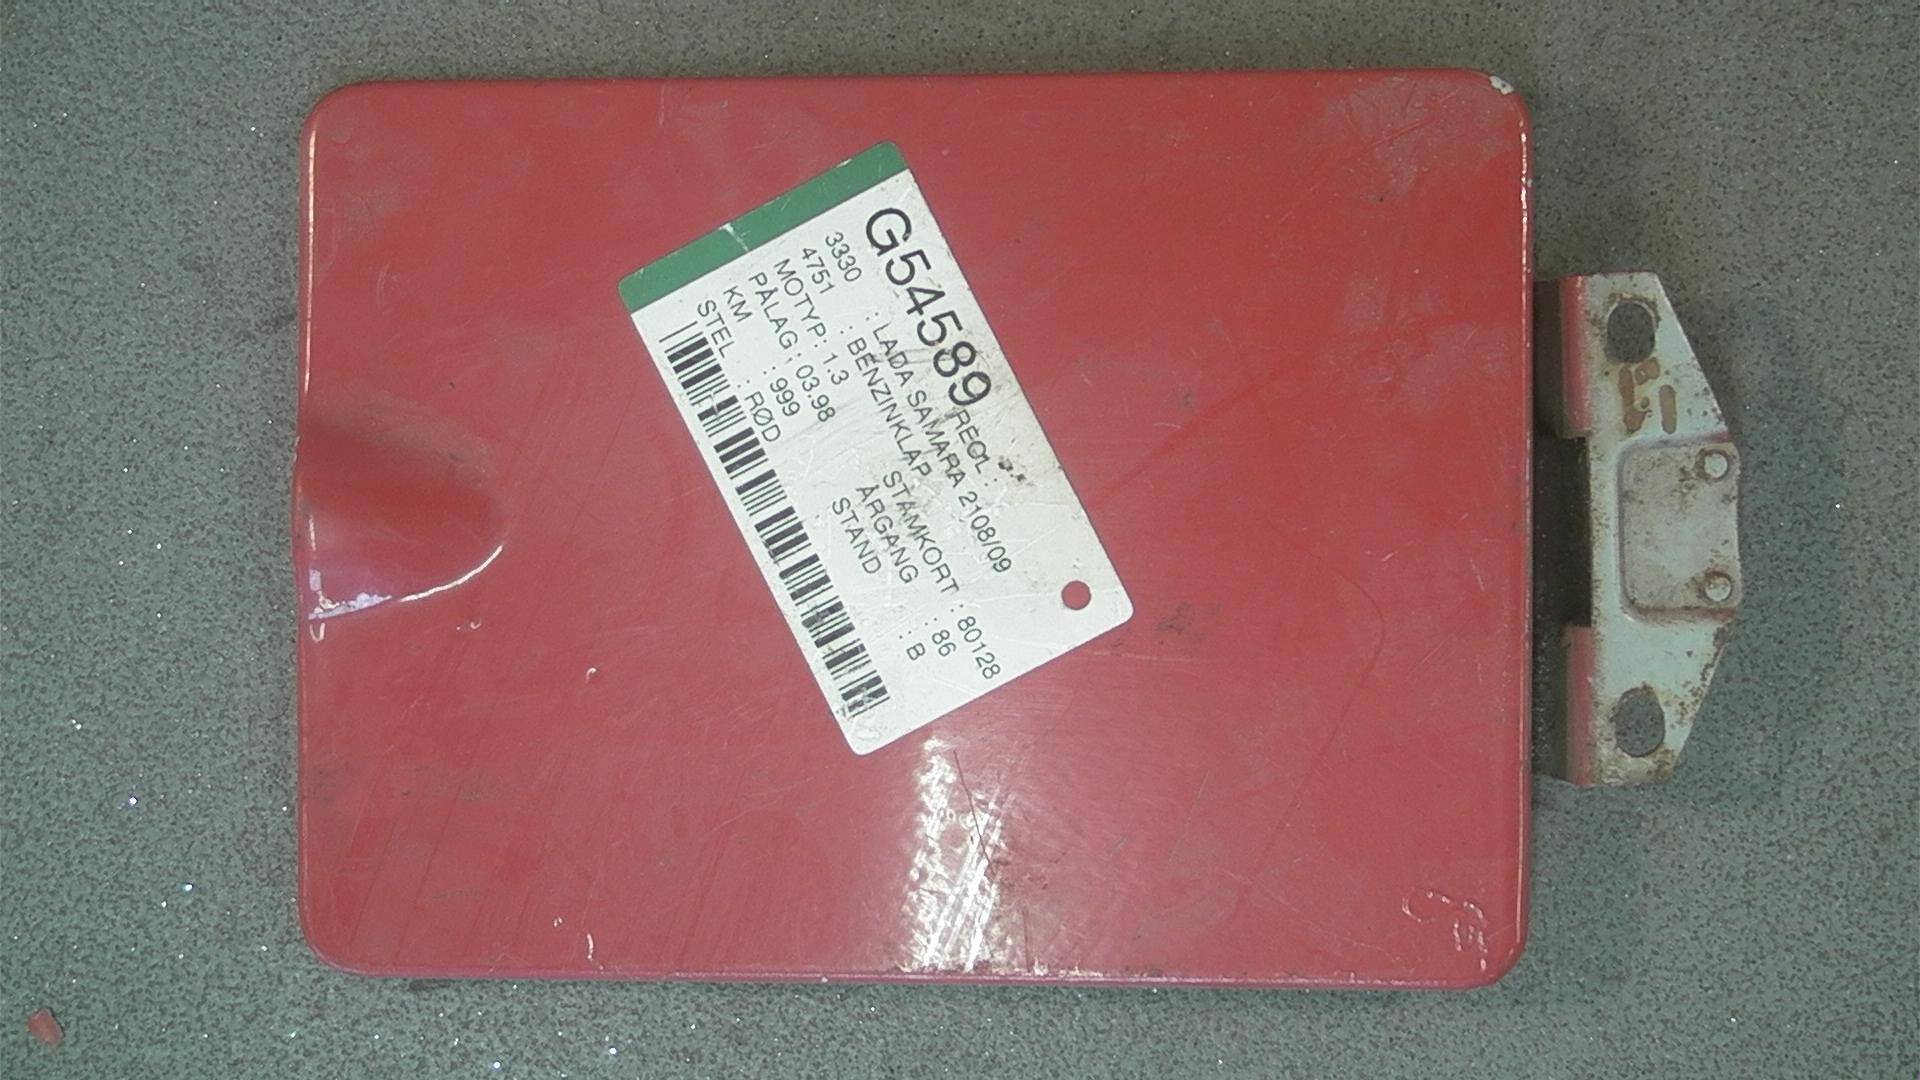 G54589 REOL :
3330 : LADA SAMARA 2108/09
4751 : BENZINKLAP STAMKORT : 80128
MOTYP : 1.3 ÅRGANG : 86
PÅLAG : 03.98 STAND : B
KM : 999
STEL : RØD